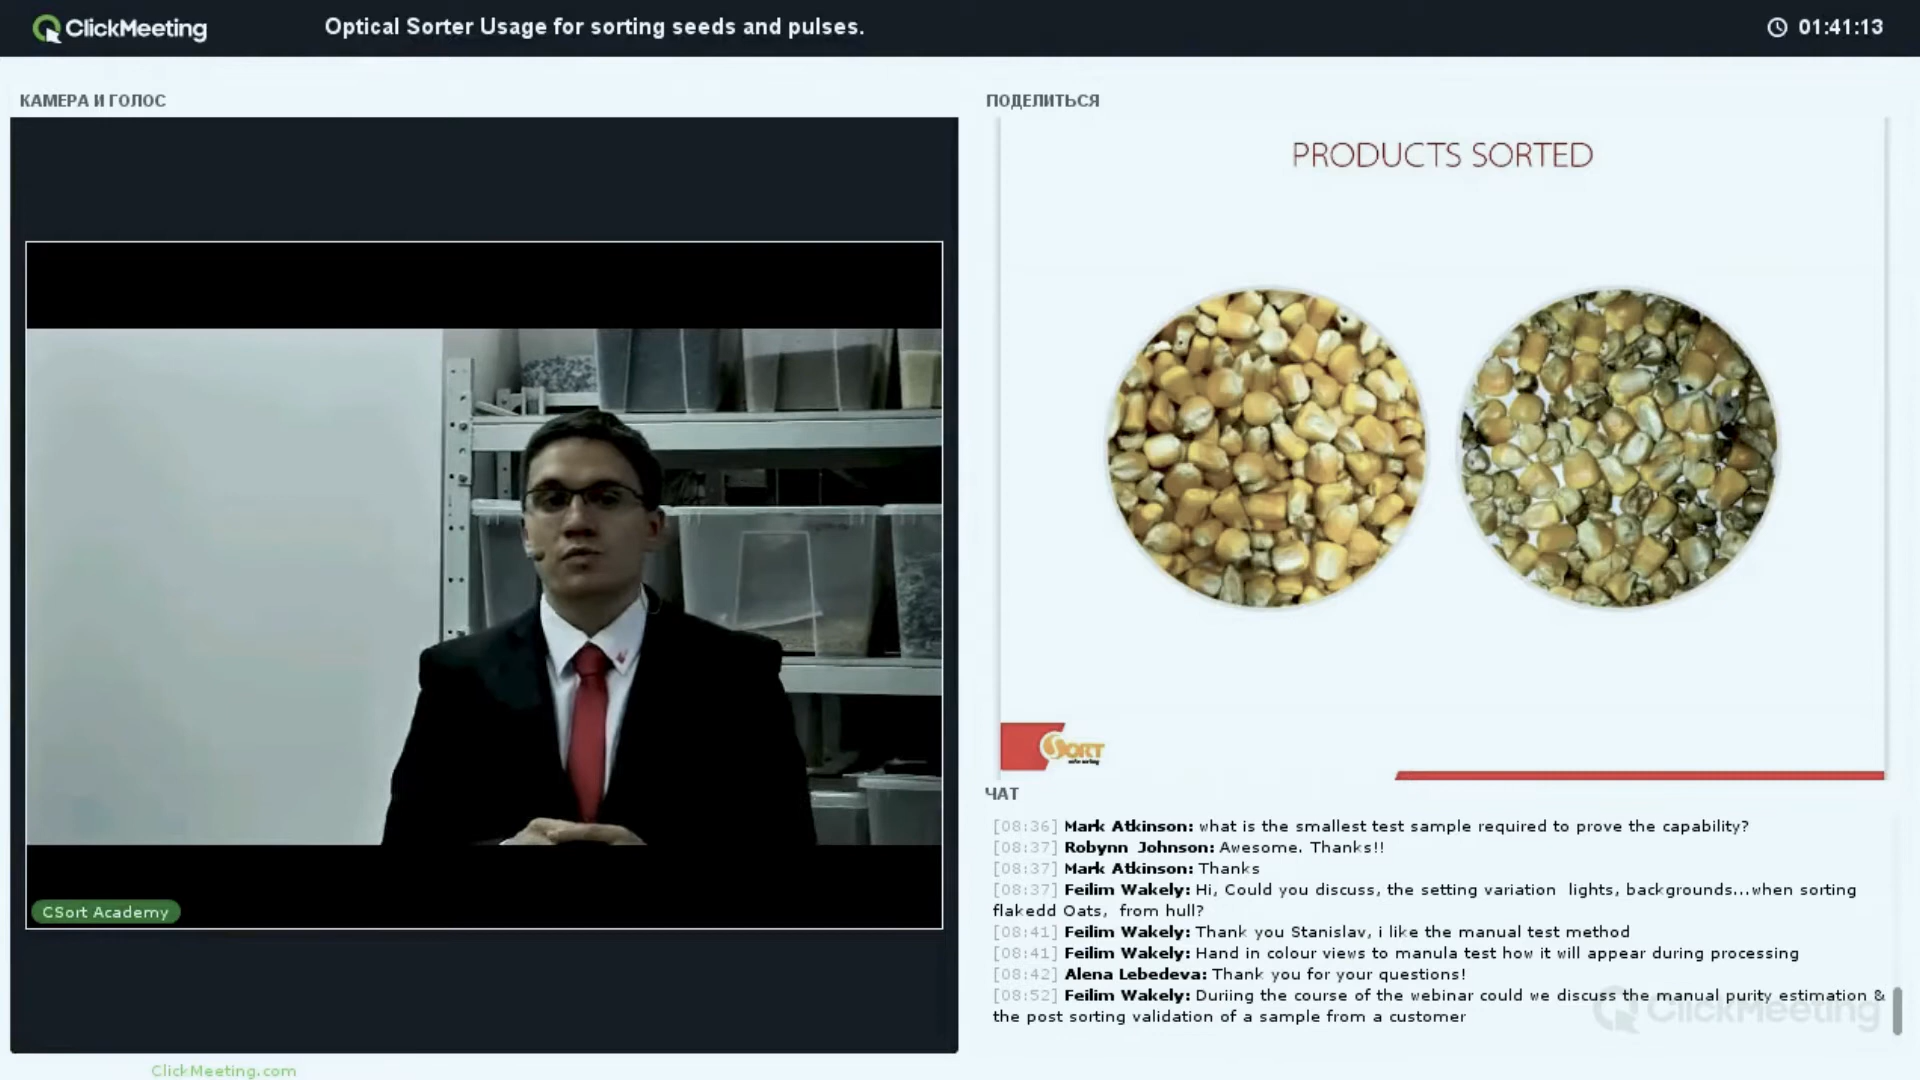 ClickMeeting
Optical Sorter Usage for sorting seeds and pulses.
01:41:13
КАМЕРА И ГОЛОС
CSort Academy
ПОДЕЛИТЬСЯ
PRODUCTS SORTED
SORT
ЧАТ
[08:36] Mark Atkinson: what is the smallest test sample required to prove the capability?
[08:37] Robynn Johnson: Awesome. Thanks!!
[08:37] Mark Atkinson: Thanks
[08:37] Feilim Wakely: Hi, Could you discuss, the setting variation lights, backgrounds...when sorting
flakedd Oats, from hull?
[08:41] Feilim Wakely: Thank you Stanislav, i like the manual test method
[08:41] Feilim Wakely: Hand in colour views to manula test how it will appear during processing
[08:42] Alena Lebedeva: Thank you for your questions!
[08:52] Feilim Wakely: Duriing the course of the webinar could we discuss the manual purity estimation &
the post sorting validation of a sample from a customer
ClickMeeting
ClickMeeting.com